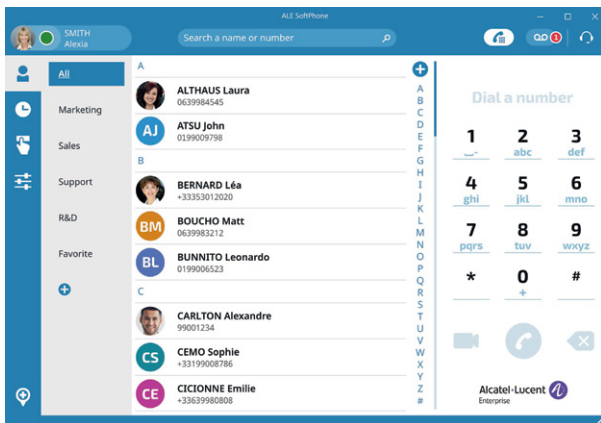 ALE SoftPhone
SMITH
Alexia
Search a name or number
1
All
Marketing
Sales
Support
R&D
Favorite
A
ALTHAUS Laura
0639984545
AJ
ATSU John
0199009798
B
BERNARD Léa
+33353012020
BM
BOUCHO Matt
0639983212
BL
BUNNITO Leonardo
0199006523
C
CARLTON Alexandre
99001234
CS
CEMO Sophie
+33199008786
CE
CICIONNE Emilie
+33639980808
A
B
C
D
E
F
G
H
I
J
K
L
M
N
O
P
Q
R
S
T
U
V
W
X
Y
Z
#
Dial a number
1 2 3
abc def
4 5 6
ghi jkl mno
7 8 9
pqrs tuv wxyz
* 0 #
+
Alcatel·Lucent
Enterprise